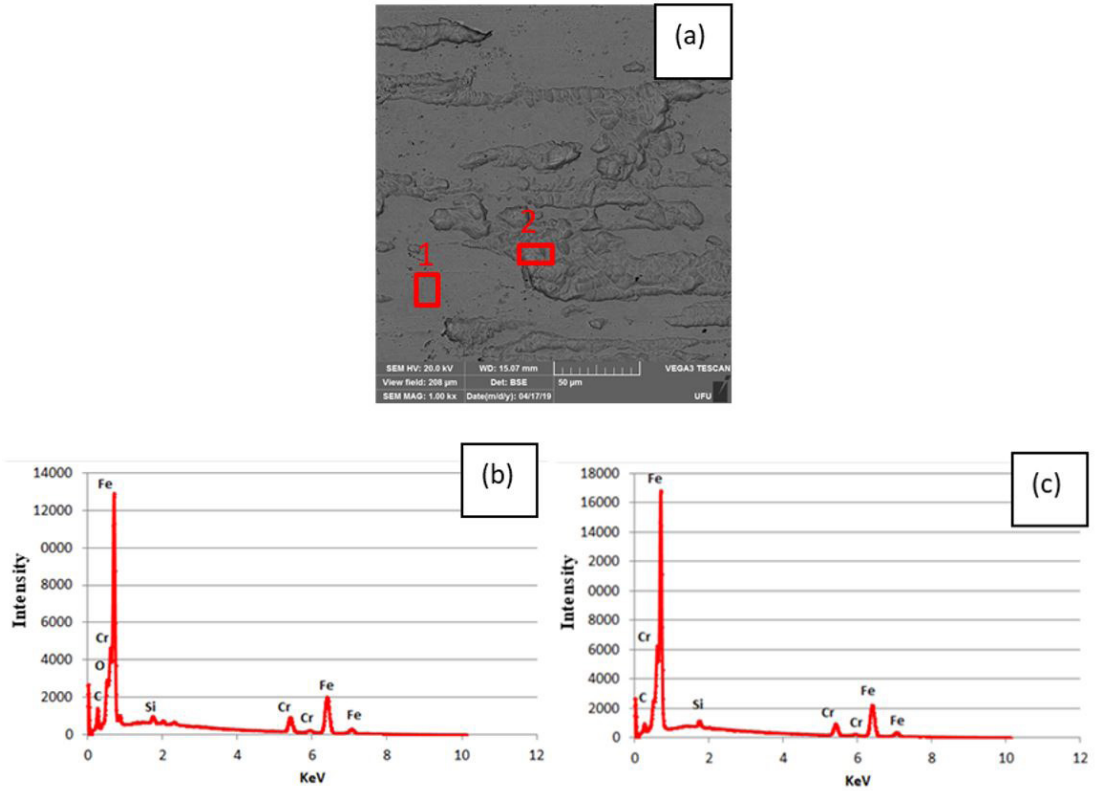 (a)
2
1
SEM HV: 20.0 kV WD: 15.07 mm VEGA3 TESCAN
View field: 208 µm Det: BSE 50 µm
SEM MAG: 1.00 kx Date(m/d/y): 04/17/19 UFU
(b)
14000
12000
0000
8000
6000
4000
2000
0
Intensity
Fe
Cr
O
C
Si
Cr
Cr
Fe
Fe
0 2 4 6 8 10 12
KeV
(c)
18000
16000
14000
2000
0000
8000
6000
4000
2000
0
Intensity
Fe
Cr
C
Si
Cr
Cr
Fe
Fe
0 2 4 6 8 10 12
KeV